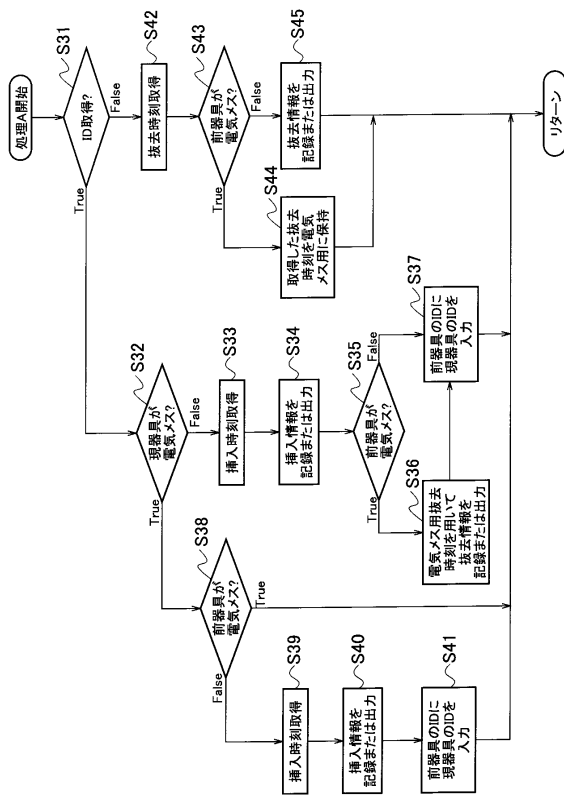 処理A開始
S31
ID取得?
True
False
S42
抜去時刻取得
S43
前器具が
電気メス?
True
False
S44
取得した抜去
時刻を電気
メス用に保持
S45
抜去情報を
記録または出力
S32
現器具が
電気メス?
True
False
S33
挿入時刻取得
S34
挿入情報を
記録または出力
S35
前器具が
電気メス?
True
False
S36
電気メス用抜去
時刻を用いて
抜去情報を
記録または出力
S37
前器具のIDに
現器具のIDを
入力
S38
前器具が
電気メス?
False
True
S39
挿入時刻取得
S40
挿入情報を
記録または出力
S41
前器具のIDに
現器具のIDを
入力
リターン